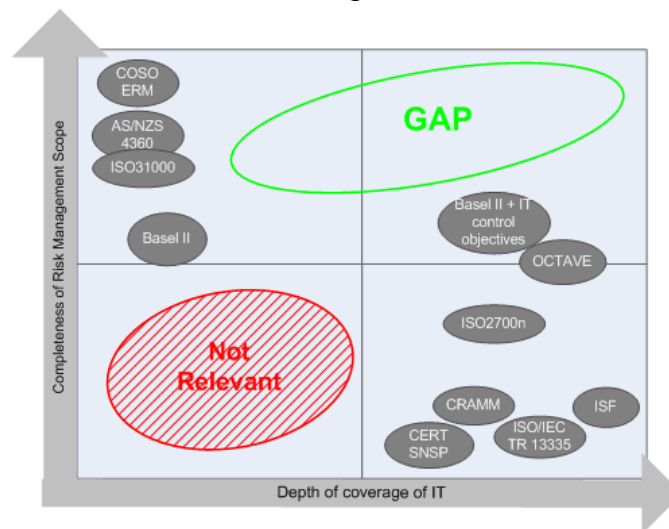 COSO
ERM
AS/NZS
4360
ISO31000
Basel II
GAP
Basel II + IT
control
objectives
OCTAVE
Not
Relevant
ISO2700n
CRAMM
ISF
CERT
SNSP
ISO/IEC
TR 13335
Completeness of Risk Management Scope
Depth of coverage of IT